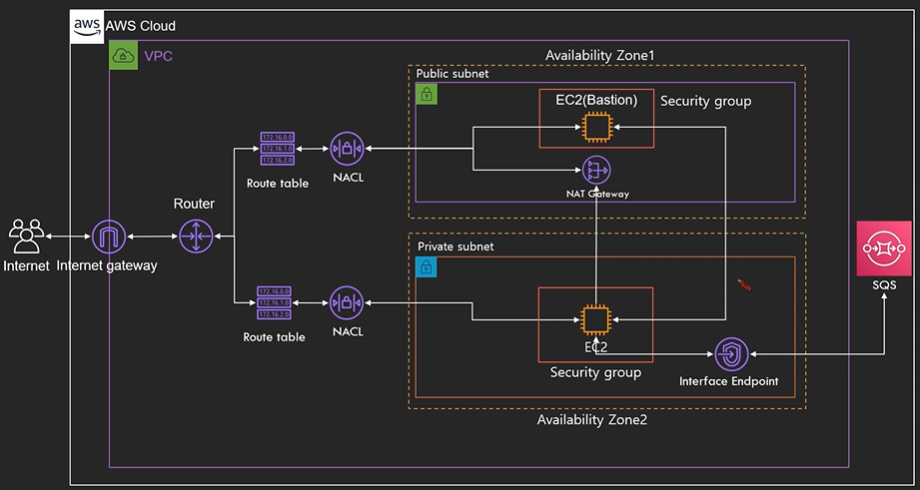 aws
AWS Cloud
VPC
Availability Zone1
Public subnet
EC2(Bastion)
Security group
172.16.0.0
172.16.1.0
172.16.2.0
Route table
NACL
NAT Gateway
Router
Internet
Internet gateway
Private subnet
SQS
172.16.0.0
172.16.1.0
172.16.2.0
Route table
NACL
EC2
Security group
Interface Endpoint
Availability Zone2